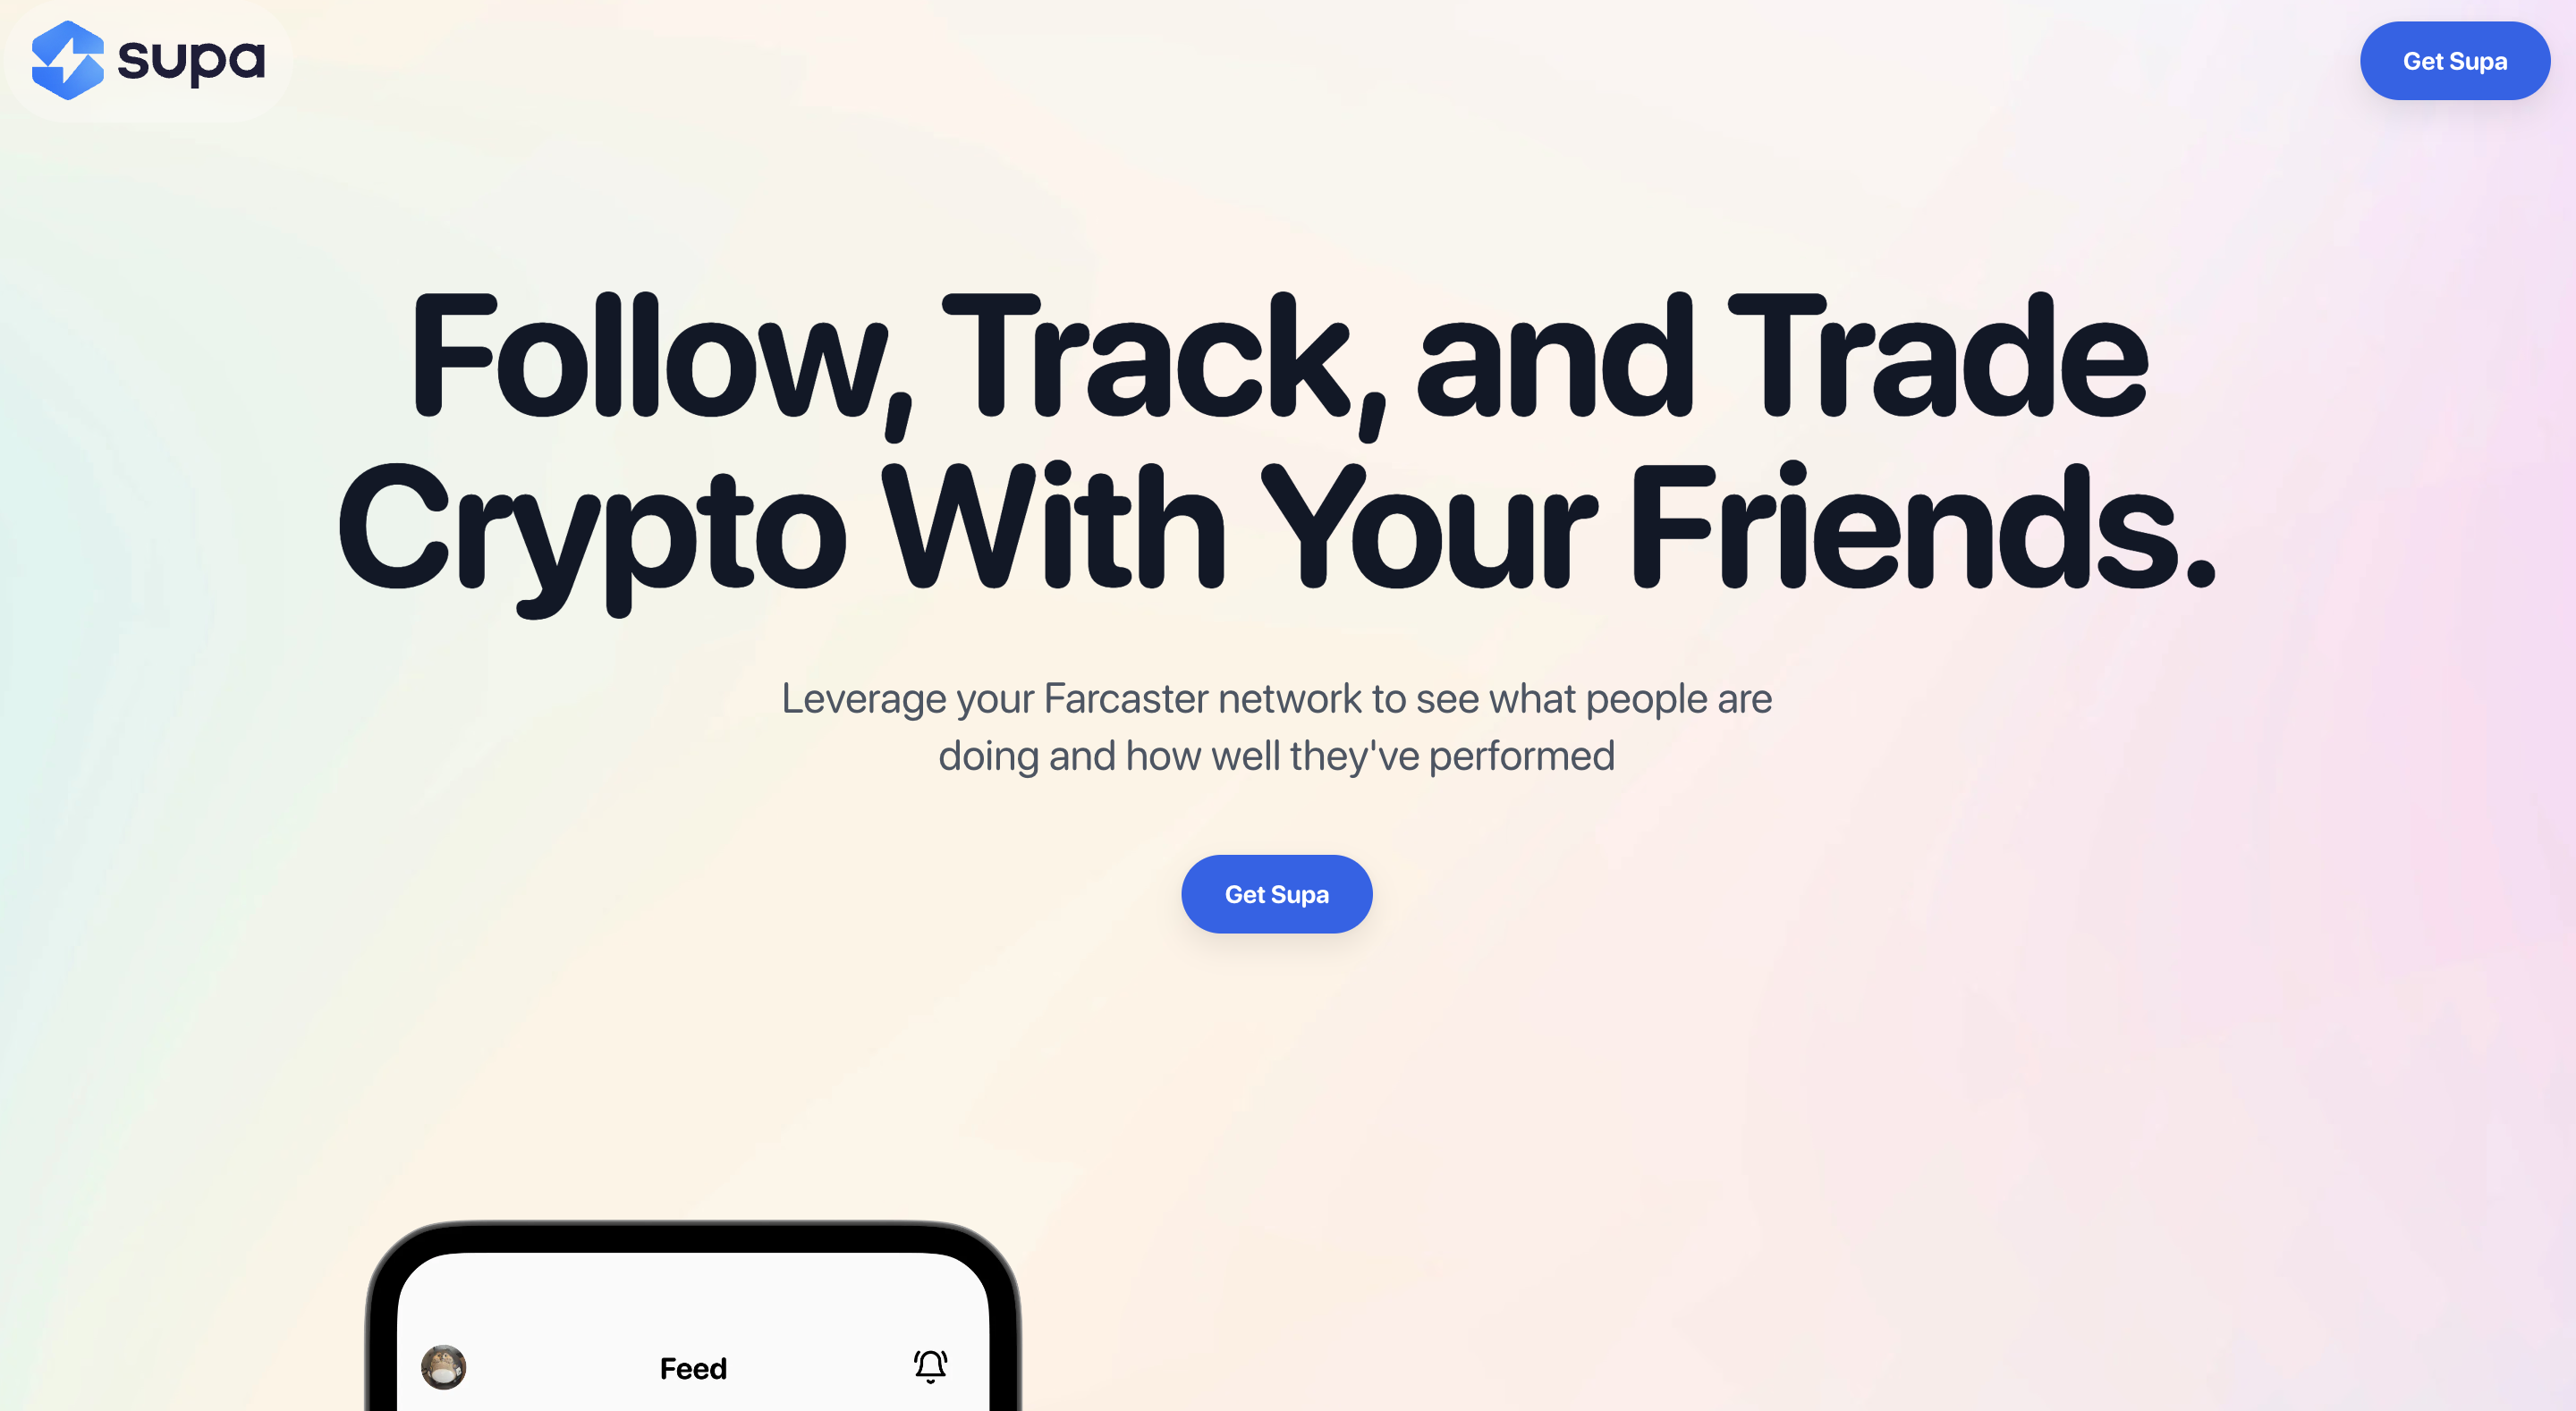 supa
Get Supa
Follow, Track, and Trade
Crypto With Your Friends.
Leverage your Farcaster network to see what people are
doing and how well they've performed
Get Supa
Feed